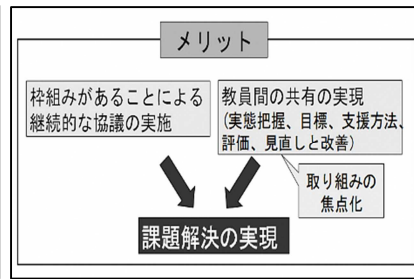 メリット
枠組みがあることによる
継続的な協議の実施
教員間の共有の実現
(実態把握、目標、支援方法、
評価、見直しと改善)
取り組みの
焦点化
課題解決の実現